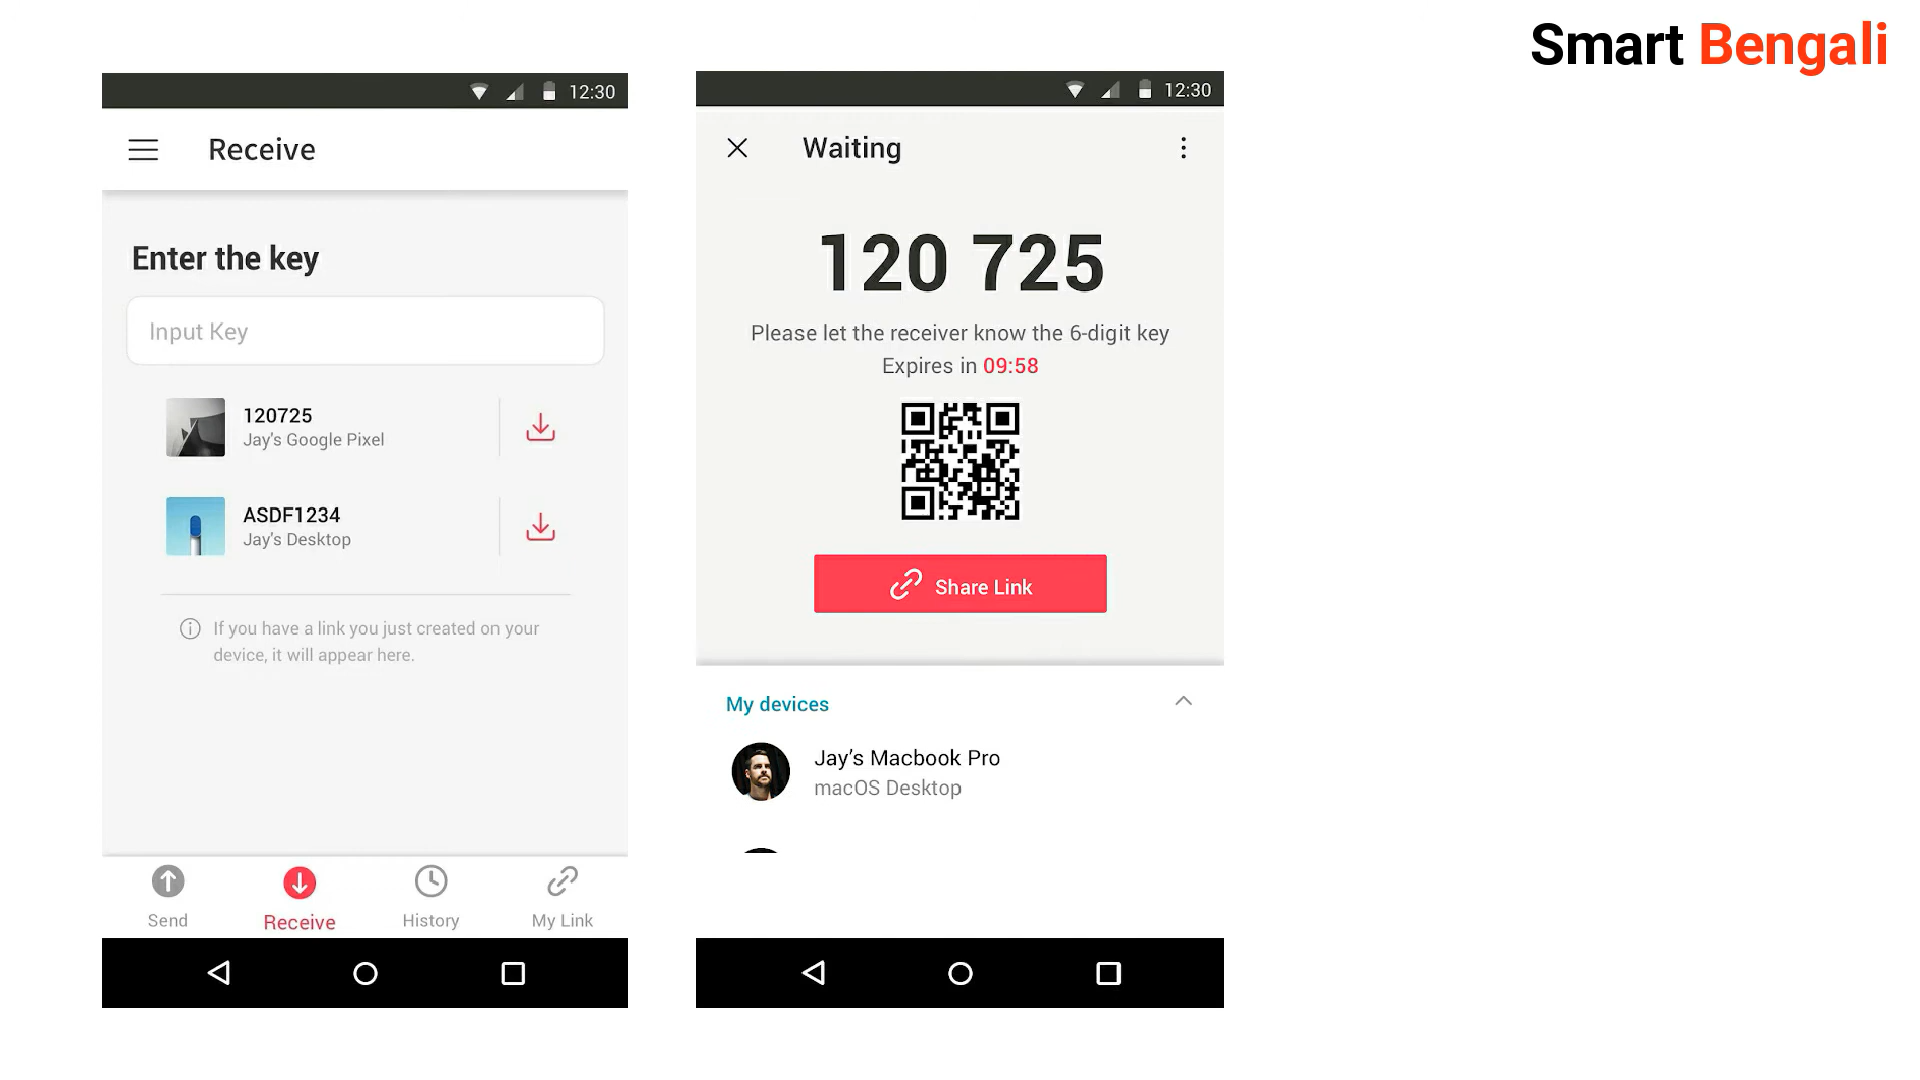 Smart Bengali
12:30
Receive
Enter the key
Input Key
120725
Jay's Google Pixel
ASDF1234
Jay's Desktop
If you have a link you just created on your
device, it will appear here.
Send
Receive
History
My Link
12:30
Waiting
120 725
Please let the receiver know the 6-digit key
Expires in 09:58
Share Link
My devices
Jay’s Macbook Pro
macOS Desktop